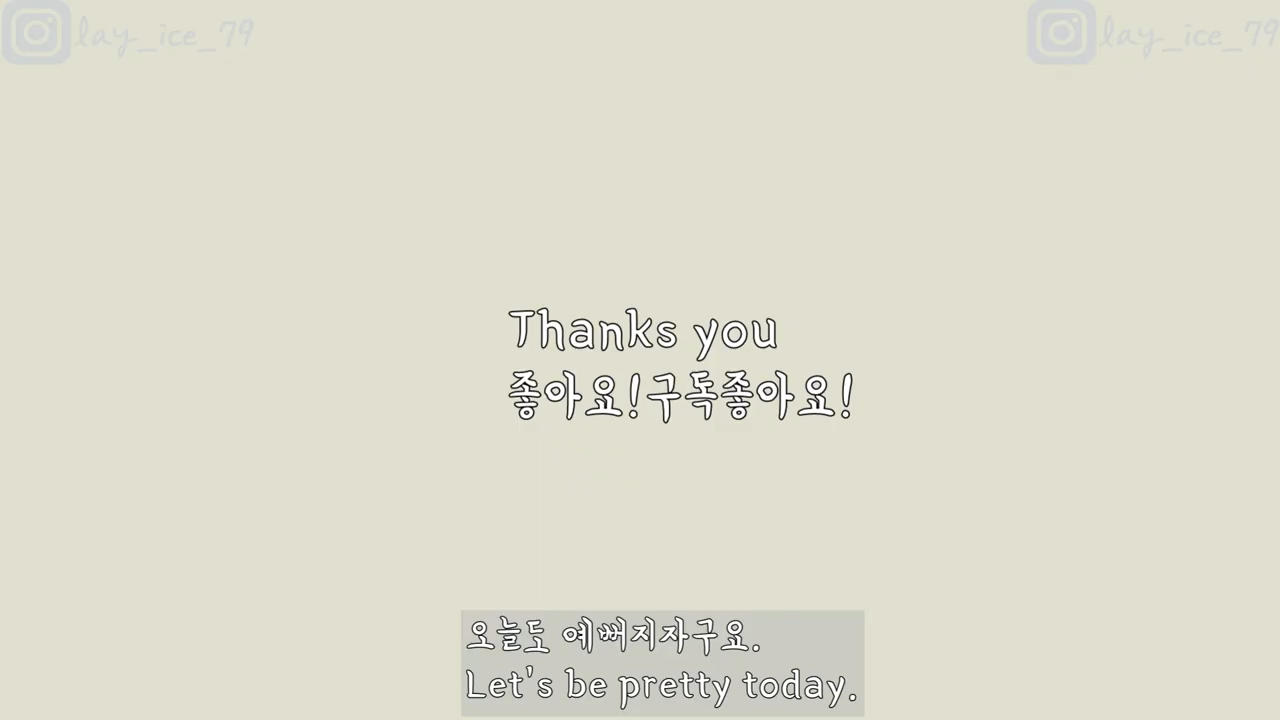 lay_ice_79
lay_ice_79
Thanks you
좋아요!구독좋아요!
오늘도 예뻐지자구요.
Let's be pretty today.